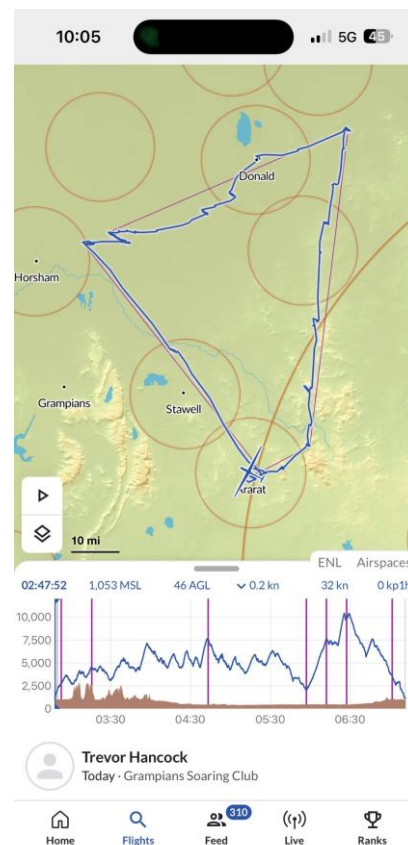 10:05
5G 45
Donald
Horsham
Grampians
Stawell
Ararat
10 mi
ENL Airspaces
02:47:52 1,053 MSL 46 AGL 0.2 kn 32 kn 0 kp1h
10,000
7,500
5,000
2,500
0
03:30 04:30 05:30 06:30
Trevor Hancock
Today · Grampians Soaring Club
310
Home Flights Feed Live Ranks